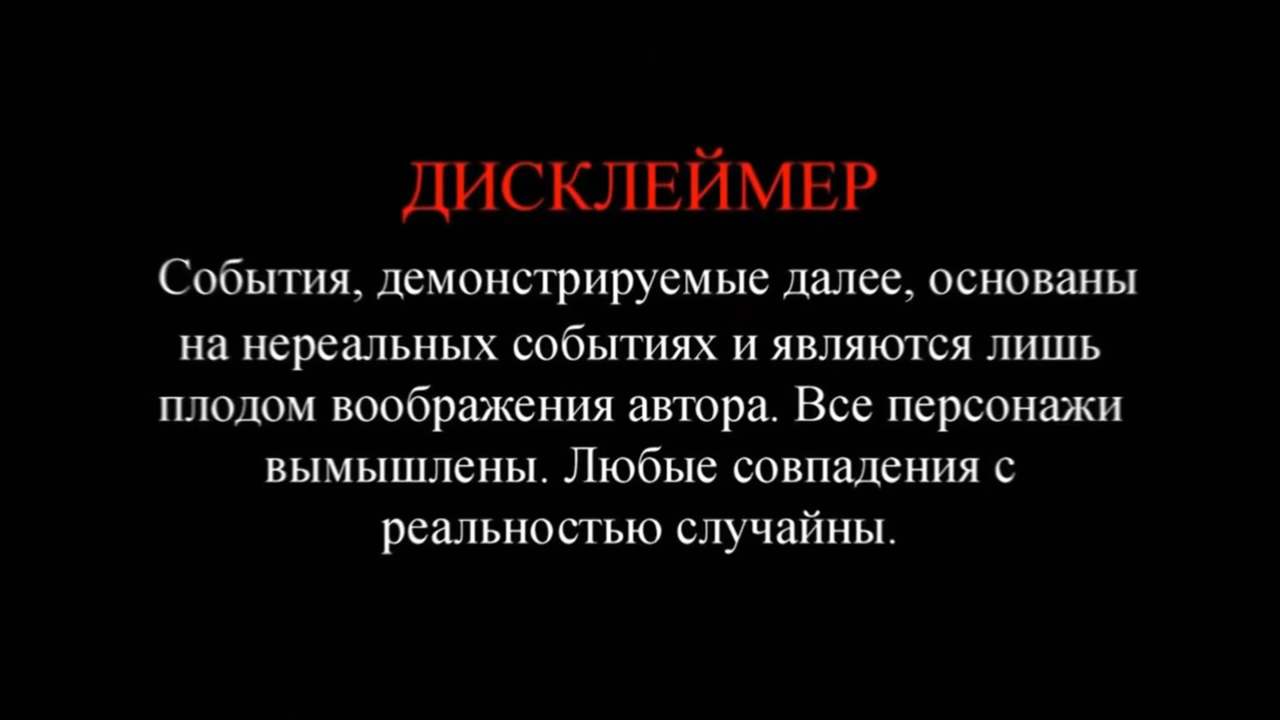 ДИСКЛЕЙМЕР
События, демонстрируемые далее, основаны
на нереальных событиях и являются лишь
плодом воображения автора. Все персонажи
вымышлены. Любые совпадения с
реальностью случайны.